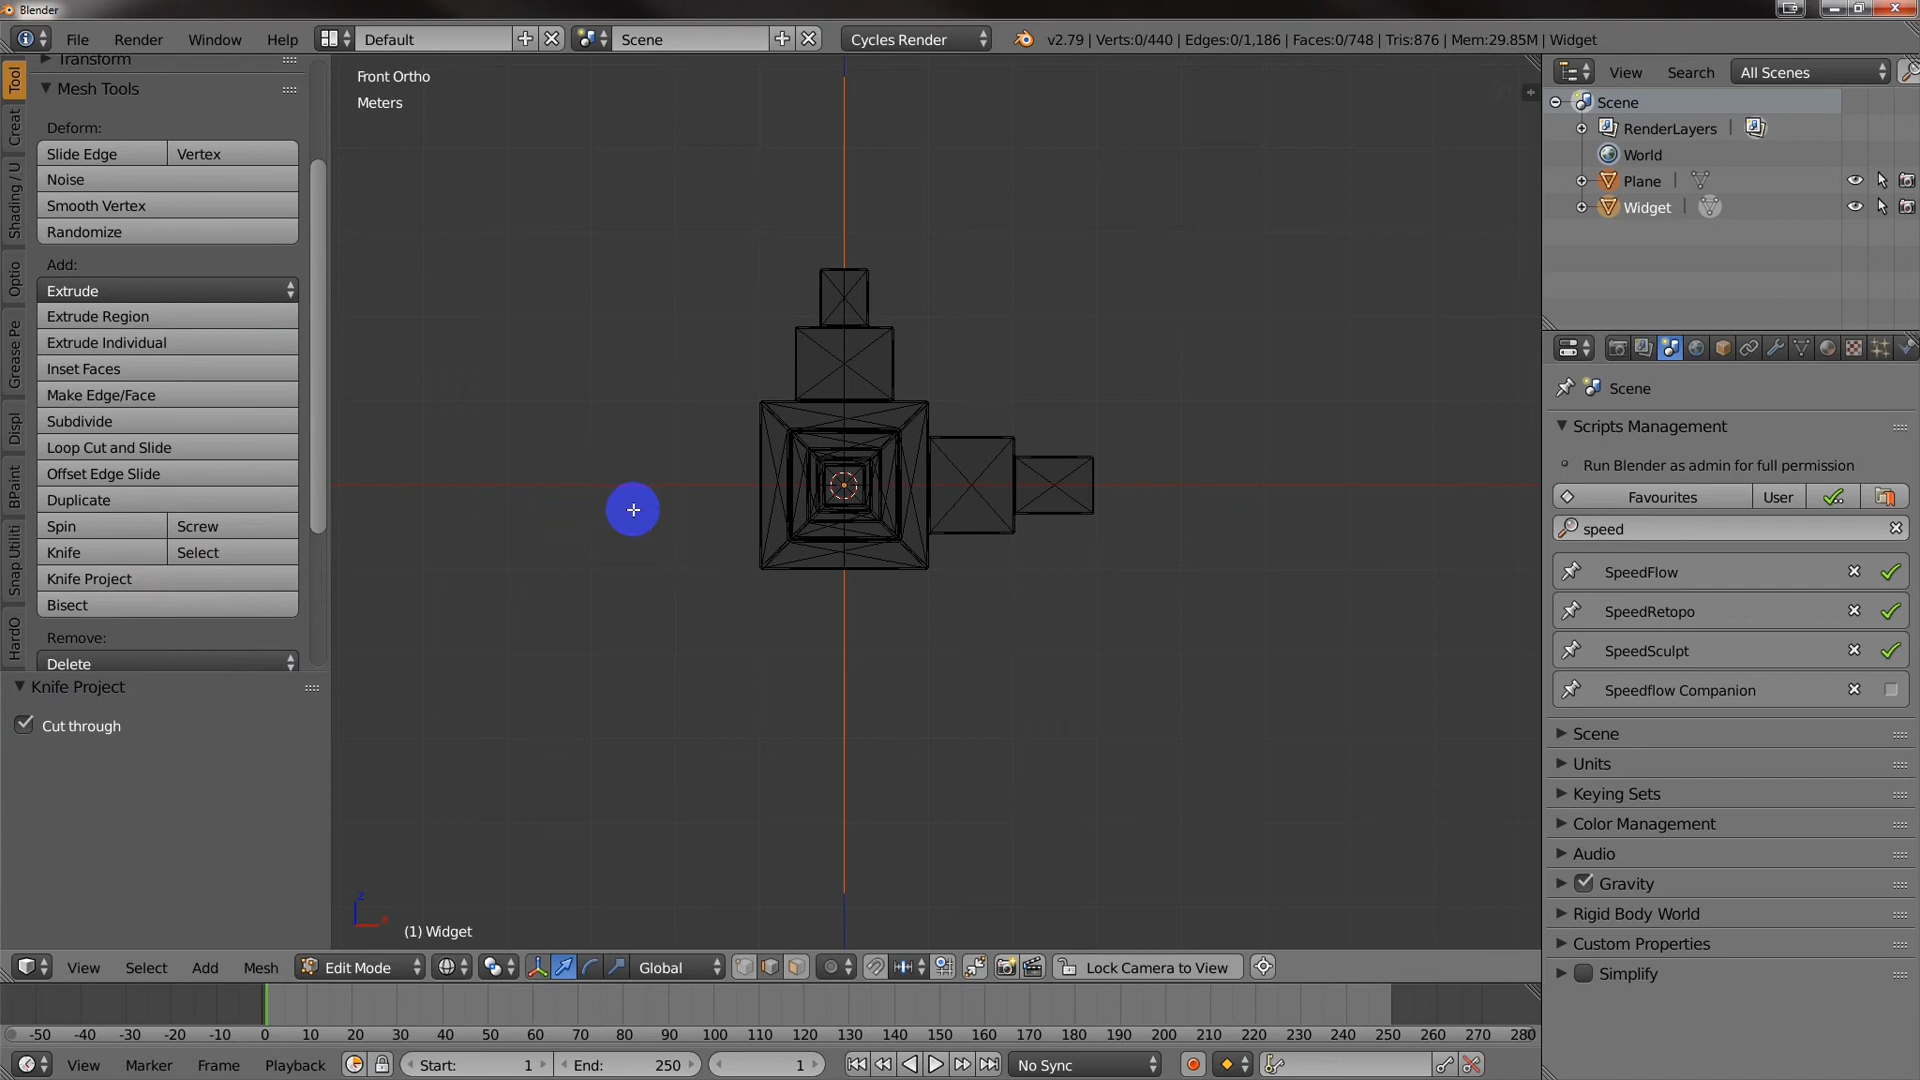 Blender
File Render Window Help Default Scene Cycles Render v2.79 | Verts:0/440 | Edges:0/1,186 | Faces:0/748 | Tris:876 | Mem:29.85M | Widget
Transform
Mesh Tools
Deform:
Slide Edge Vertex
Noise
Smooth Vertex
Randomize
Add:
Extrude
Extrude Region
Extrude Individual
Inset Faces
Make Edge/Face
Subdivide
Loop Cut and Slide
Offset Edge Slide
Duplicate
Spin Screw
Knife Select
Knife Project
Bisect
Remove:
Delete
Knife Project
Cut through
Tool
Creat
Shading / U
Optio
Grease Pe
Displ
BPaint
Snap Utiliti
HardO
Front Ortho
Meters
z
x
(1) Widget
View Search All Scenes
Scene
RenderLayers |
World
Plane |
Widget |
Scene
Scripts Management
Run Blender as admin for full permission
Favourites User
speed
SpeedFlow
SpeedRetopo
SpeedSculpt
Speedflow Companion
Scene
Units
Keying Sets
Color Management
Audio
Gravity
Rigid Body World
Custom Properties
Simplify
View Select Add Mesh Edit Mode Global Lock Camera to View
-50 -40 -30 -20 -10 0 10 20 30 40 50 60 70 80 90 100 110 120 130 140 150 160 170 180 190 200 210 220 230 240 250 260 270 280
View Marker Frame Playback Start: 1 End: 250 1 No Sync